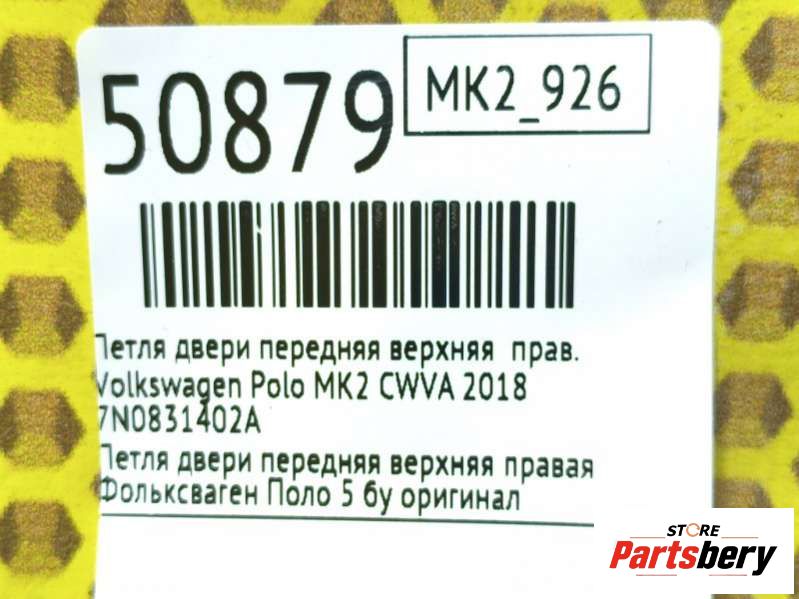 50879
MK2_926
Петля двери передняя верхняя прав.
Volkswagen Polo MK2 CWVA 2018
7N0831402A
Петля двери передняя верхняя правая
Фольксваген Поло 5 бу оригинал
STORE
Partsbery